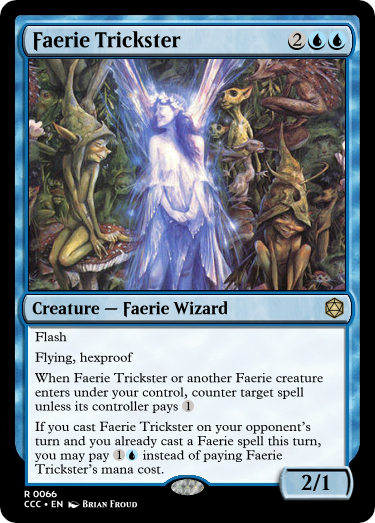 Faerie Trickster 2
Creature — Faerie Wizard
Flash
Flying, hexproof
When Faerie Trickster or another Faerie creature
enters under your control, counter target spell
unless its controller pays 1
If you cast Faerie Trickster on your opponent's
turn and you already cast a Faerie spell this turn,
you may pay 1 instead of paying Faerie
Trickster's mana cost.
2/1
R 0066
CCC • EN Brian Froud